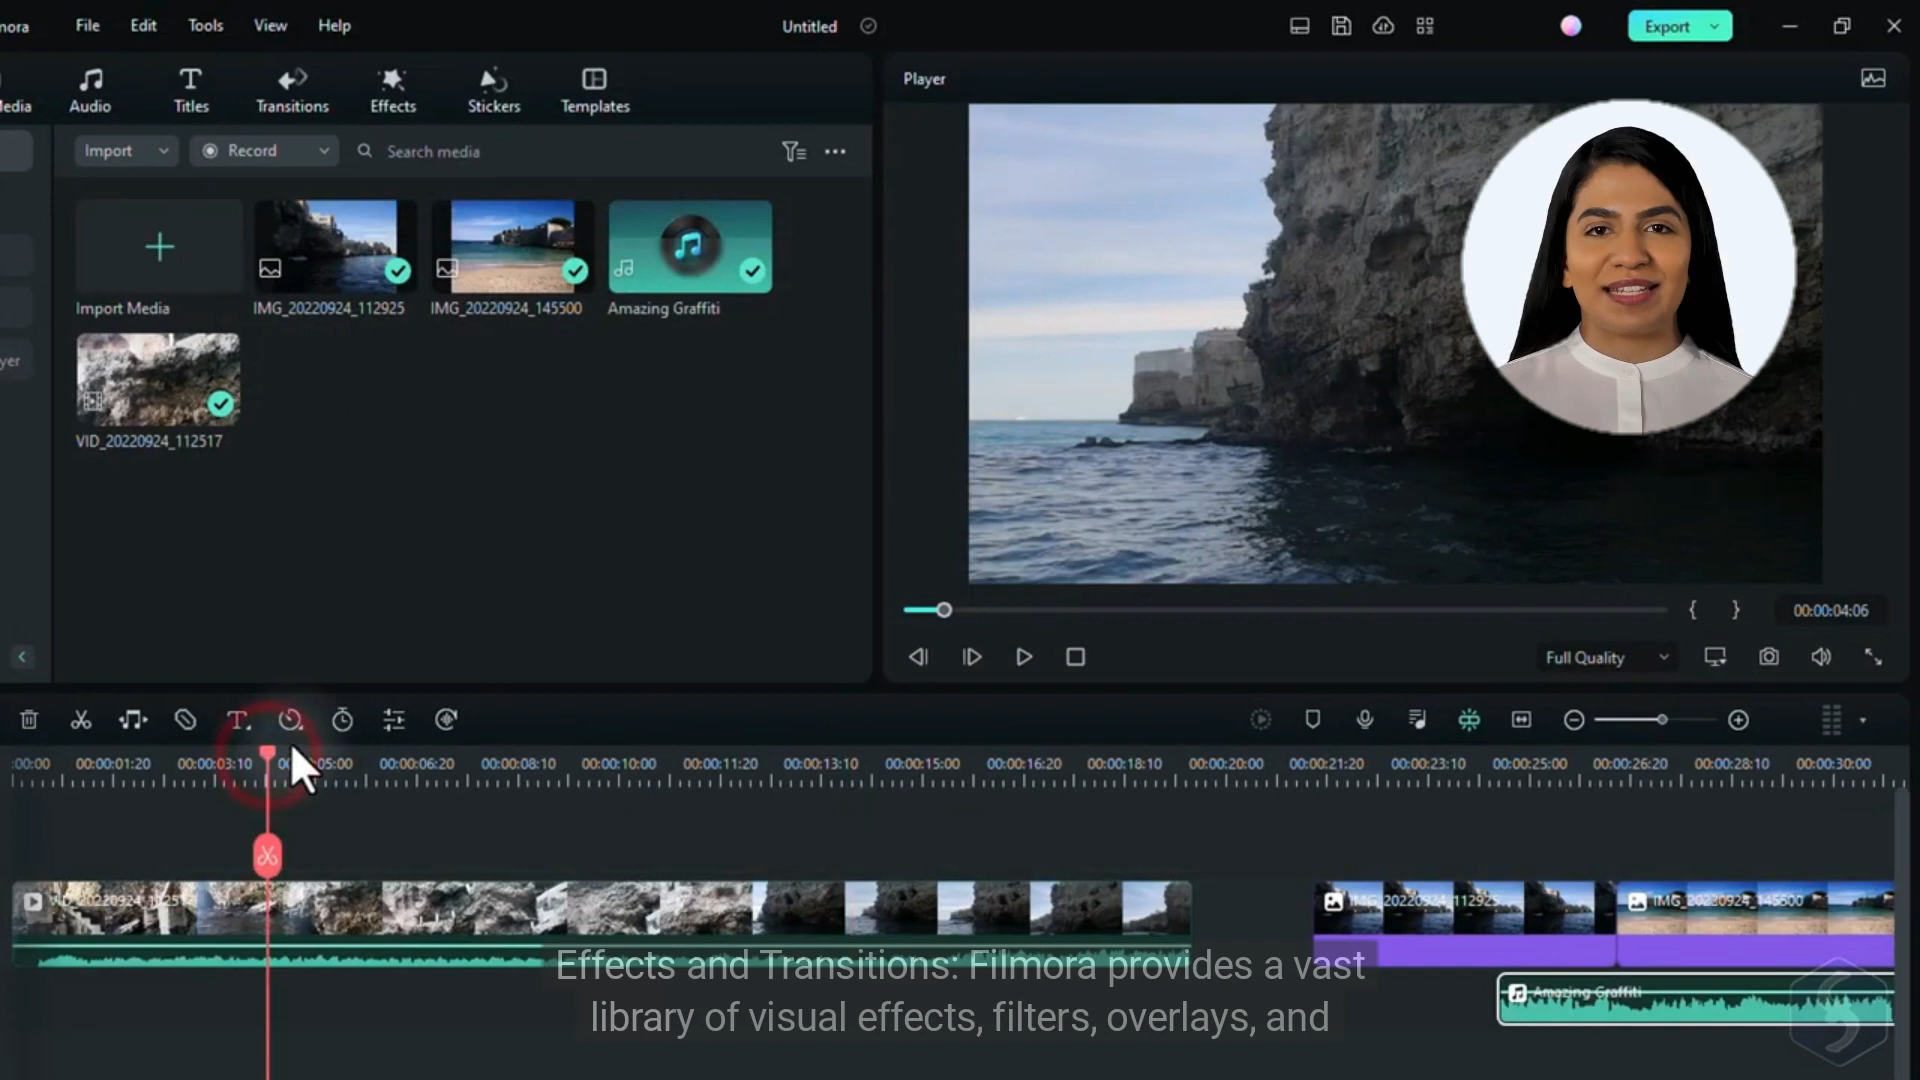 mora File Edit Tools View Help Untitled Export
Media Audio Titles Transitions Effects Stickers Templates
Player
Import Record Search media
Import Media IMG_20220924_112925 IMG_20220924_145500 Amazing Graffiti
VID_20220924_112517
yer
00:00:04:06
Full Quality
:00:00 00:00:01:20 00:00:03:10 00:00:05:00 00:00:06:20 00:00:08:10 00:00:10:00 00:00:11:20 00:00:13:10 00:00:15:00 00:00:16:20 00:00:18:10 00:00:20:00 00:00:21:20 00:00:23:10 00:00:25:00 00:00:26:20 00:00:28:10 00:00:30:00
VID_20220924_112517 IMG_20220924_112925 IMG_20220924_145500
Effects and Transitions: Filmora provides a vast
library of visual effects, filters, overlays, and
Amazing Graffiti